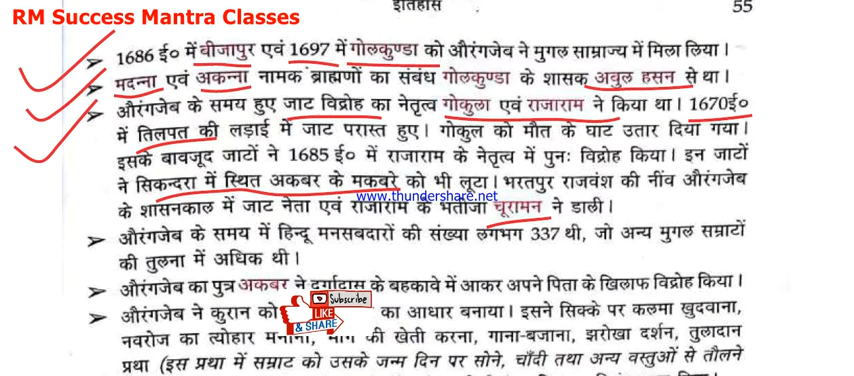 इतिहास
55
RM Success Mantra Classes
1686 ई० में बीजापुर एवं 1697 में गोलकुण्डा को औरंगजेब ने मुगल साम्राज्य में मिला लिया।
मदन्ना एवं अकन्ना नामक ब्राह्मणों का संबंध गोलकुण्डा के शासक अबुल हसन से था।
औरंगजेब के समय हुए जाट विद्रोह का नेतृत्व गोकुला एवं राजाराम ने किया था। 1670ई०
में तिलपत की लड़ाई में जाट परास्त हुए। गोकुल को मौत के घाट उतार दिया गया।
इसके बावजूद जाटों ने 1685 ई० में राजाराम के नेतृत्व में पुनः विद्रोह किया। इन जाटों
ने सिकन्दरा में स्थित अकबर के मकबरे को भी लूटा। भरतपुर राजवंश की नींव औरंगजेब
www.thundershare.net
के शासनकाल में जाट नेता एवं राजाराम के भतीजा चूरामन ने डाली।
औरंगजेब के समय में हिन्दू मनसबदारों की संख्या लगभग 337 थी, जो अन्य मुगल सम्राटों
की तुलना में अधिक थी।
औरंगजेब का पुत्र अकबर ने दुर्गादास के बहकावे में आकर अपने पिता के खिलाफ विद्रोह किया।
Subscribe
LIKE
& SHARE
औरंगजेब ने कुरान को का आधार बनाया। इसने सिक्के पर कलमा खुदवाना,
नवरोज का त्योहार मनाना, भाँग की खेती करना, गाना-बजाना, झरोखा दर्शन, तुलादान
प्रथा (इस प्रथा में सम्राट को उसके जन्म दिन पर सोने, चाँदी तथा अन्य वस्तुओं से तौलने